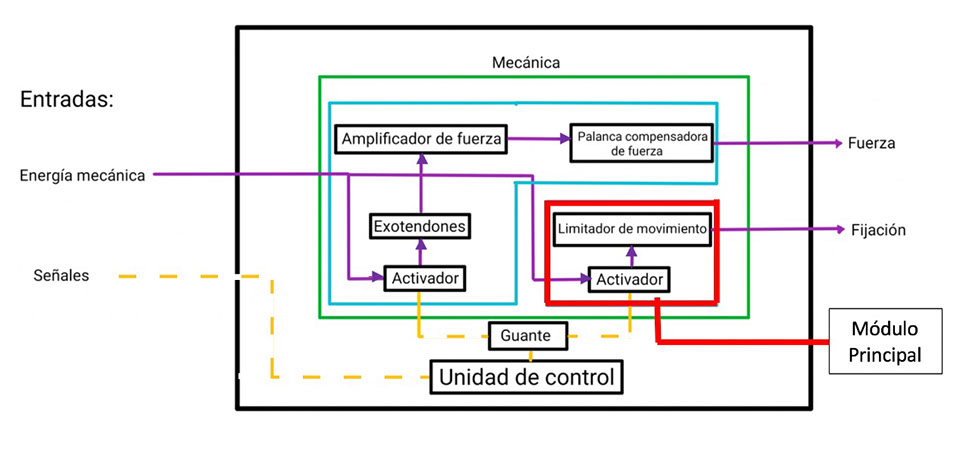 Mecánica
Entradas:
Amplificador de fuerza
Palanca compensadora
de fuerza
Fuerza
Energía mecánica
Exotendones
Limitador de movimiento
Fijación
Señales
Activador
Activador
Guante
Módulo
Principal
Unidad de control